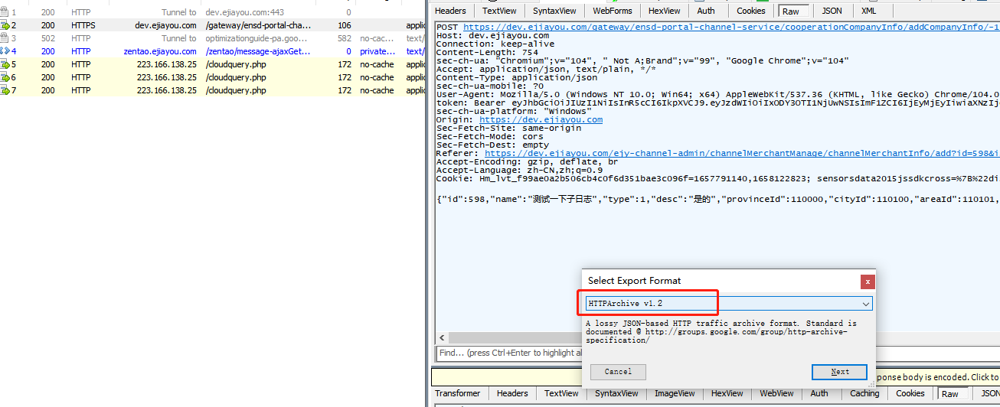 1 200 HTTP Tunnel to dev.ejiayou.com:443 0
2 200 HTTPS dev.ejiayou.com /gateway/ensd-portal-cha... 106 applic
3 502 HTTP Tunnel to optimizationguide-pa.goo... 582 no-cac... text/
4 200 HTTP zentao.ejiayou.com /zentao/message-ajaxGet... 0 private... text/
5 200 HTTP 223.166.138.25 /cloudquery.php 172 no-cache applic
6 200 HTTP 223.166.138.25 /cloudquery.php 172 no-cache applic
7 200 HTTP 223.166.138.25 /cloudquery.php 172 no-cache applic
Headers TextView SyntaxView WebForms HexView Auth Cookies Raw JSON XML
POST https://dev.ejiayou.com/gateway/ensd-portal-channel-service/cooperationCompanyInfo/addCompanyInfo/-1
Host: dev.ejiayou.com
Connection: keep-alive
Content-Length: 754
sec-ch-ua: "Chromium";v="104", " Not A;Brand";v="99", "Google Chrome";v="104"
Accept: application/json, text/plain, */*
Content-Type: application/json
sec-ch-ua-mobile: ?0
User-Agent: Mozilla/5.0 (Windows NT 10.0; Win64; x64) AppleWebKit/537.36 (KHTML, like Gecko) Chrome/104.0
token: Bearer eyJhbGciOiJIUzI1NiIsInR5cCI6IkpXVCJ9.eyJzdWIiOiIxODY3OTI1NjUwNSIsImF1ZCI6IjEyMjEyIiwiaXNzIj
sec-ch-ua-platform: "Windows"
Origin: https://dev.ejiayou.com
Sec-Fetch-Site: same-origin
Sec-Fetch-Mode: cors
Sec-Fetch-Dest: empty
Referer: https://dev.ejiayou.com/ejy-channel-admin/channelMerchantManage/channelMerchantInfo/add?id=598&i
Accept-Encoding: gzip, deflate, br
Accept-Language: zh-CN,zh;q=0.9
Cookie: Hm_lvt_f99ae0a2b506cb4c0f6d351bae3c096f=1657791140,1658122823; sensorsdata2015jssdkcross=%7B%22di
{"id":598,"name":"测试一下子日志","type":1,"desc":"是的","provinceId":110000,"cityId":110100,"areaId":110101,
Select Export Format
x
HTTPArchive v1.2
A lossy JSON-based HTTP traffic archive format. Standard is
documented @ http://groups.google.com/group/http-archive-
specification/
Cancel Next
Find... (press Ctrl+Enter to highlight al
ponse body is encoded. Click to
Transformer Headers TextView SyntaxView ImageView HexView WebView Auth Caching Cookies Raw JSON